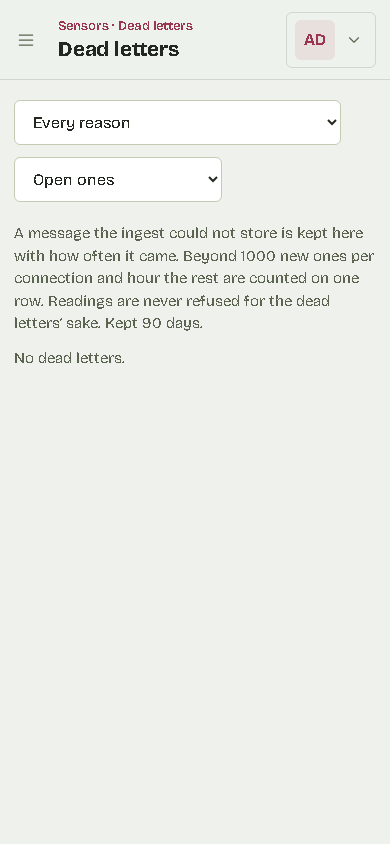 Sensors · Dead letters
Dead letters
AD
Every reason
Open ones
A message the ingest could not store is kept here
with how often it came. Beyond 1000 new ones per
connection and hour the rest are counted on one
row. Readings are never refused for the dead
letters’ sake. Kept 90 days.
No dead letters.